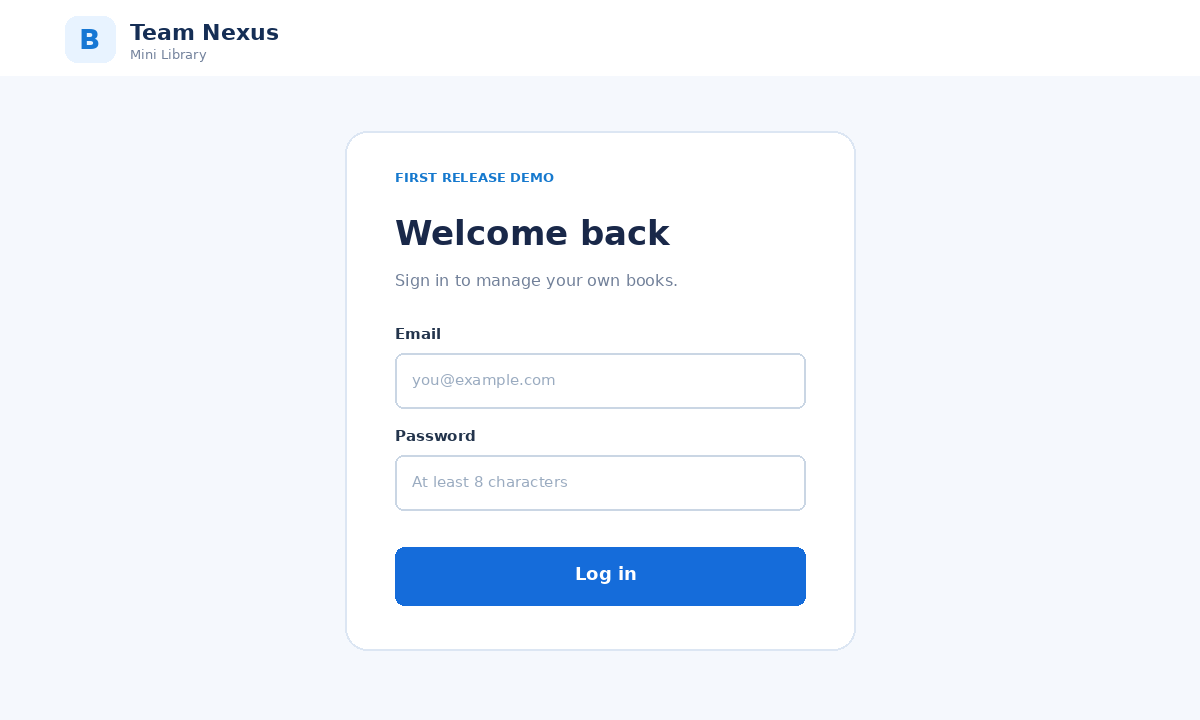 B
Team Nexus
Mini Library
FIRST RELEASE DEMO
Welcome back
Sign in to manage your own books.
Email
you@example.com
Password
At least 8 characters
Log in